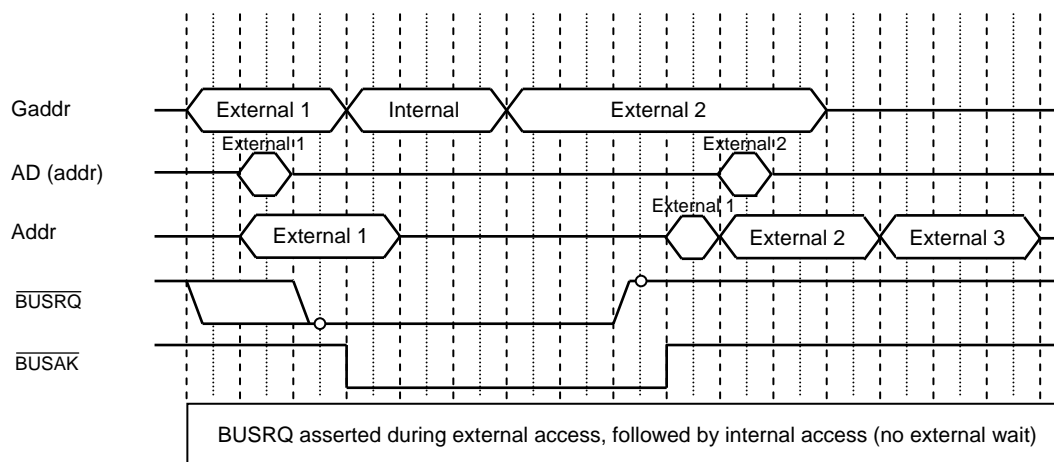 Gaddr
External 1
Internal
External 2
AD (addr)
External 1
External 2
Addr
External 1
External 1
External 2
External 3
BUSRQ
BUSAK
BUSRQ asserted during external access, followed by internal access (no external wait)